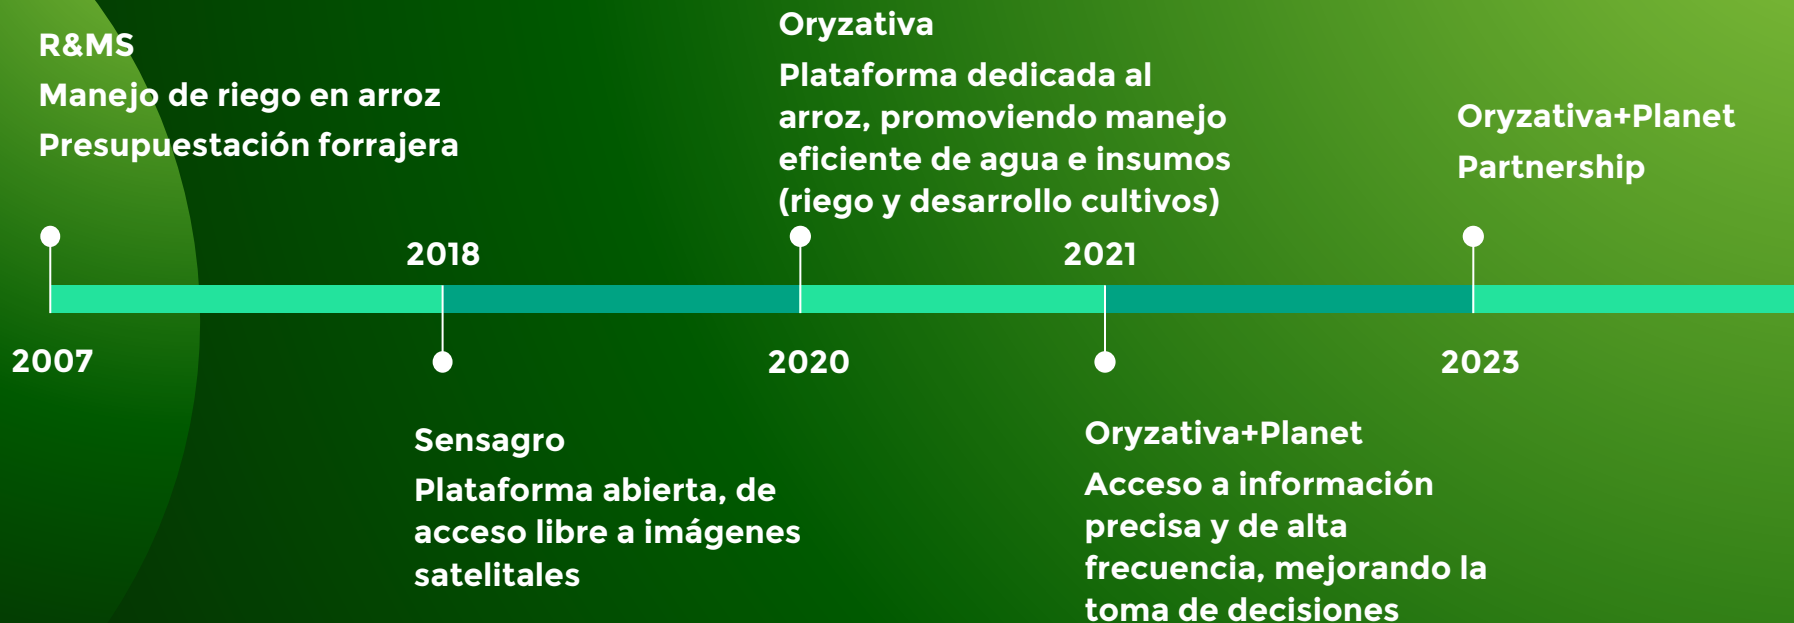 R&MS
Manejo de riego en arroz
Presupuestación forrajera
2007
2018
Sensagro
Plataforma abierta, de
acceso libre a imágenes
satelitales
Oryzativa
Plataforma dedicada al
arroz, promoviendo manejo
eficiente de agua e insumos
(riego y desarrollo cultivos)
2020
2021
Oryzativa+Planet
Acceso a información
precisa y de alta
frecuencia, mejorando la
toma de decisiones
Oryzativa+Planet
Partnership
2023